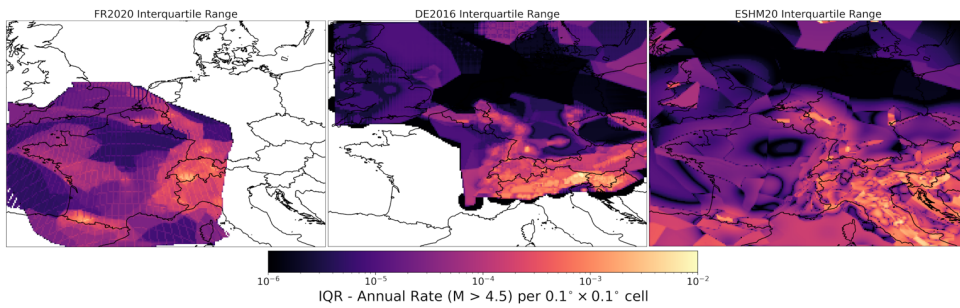 FR2020 Interquartile Range
DE2016 Interquartile Range
ESHM20 Interquartile Range
10⁻⁶ 10⁻⁵ 10⁻⁴ 10⁻³ 10⁻²
IQR - Annual Rate (M > 4.5) per 0.1° × 0.1° cell